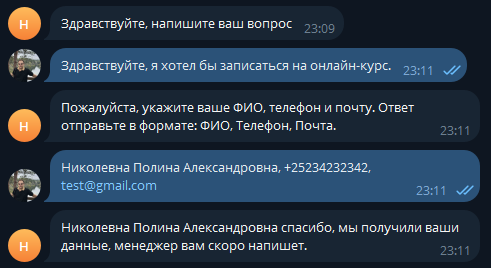 Н
Здравствуйте, напишите ваш вопрос 23:09
Здравствуйте, я хотел бы записаться на онлайн-курс. 23:11
Пожалуйста, укажите ваше ФИО, телефон и почту. Ответ
отправьте в формате: ФИО, Телефон, Почта.
Н
23:11
Николевна Полина Александровна, +25234232342,
test@gmail.com
23:11
Николевна Полина Александровна спасибо, мы получили ваши
данные, менеджер вам скоро напишет.
Н
23:11